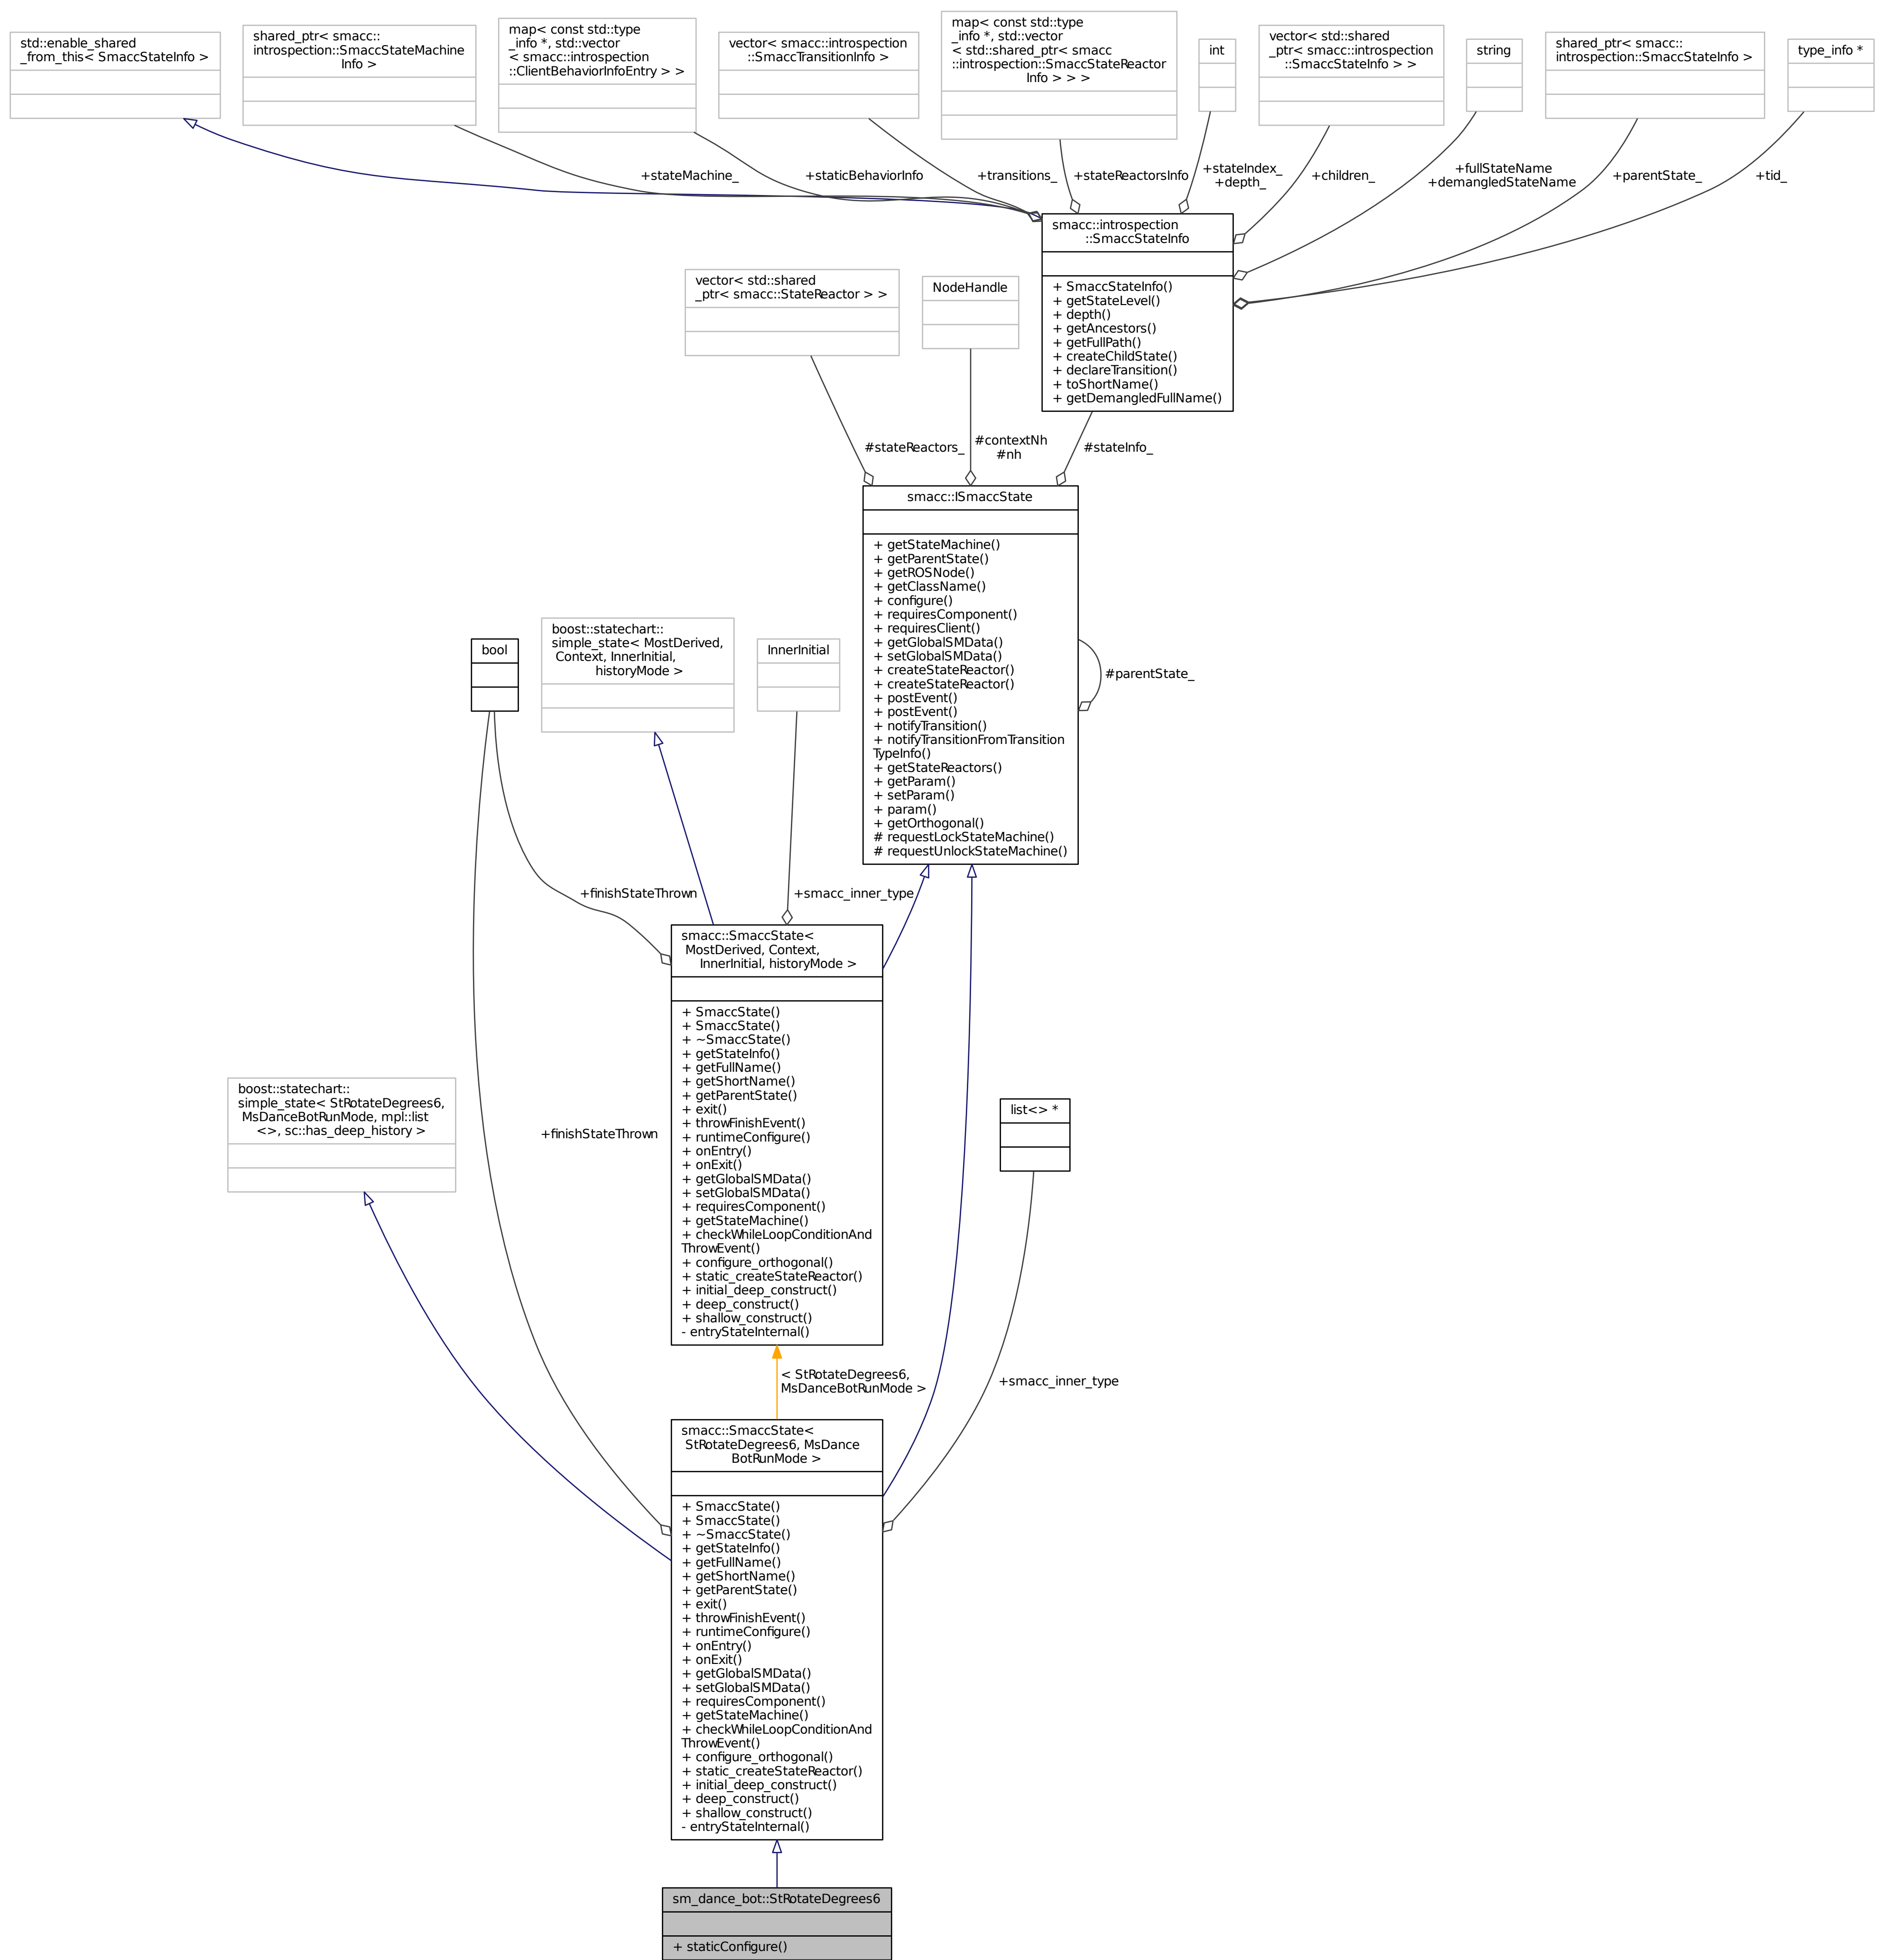 std::enable_shared
_from_this< SmaccStateInfo >
shared_ptr< smacc::
introspection::SmaccStateMachine
Info >
map< const std::type
_info *, std::vector
< smacc::introspection
::ClientBehaviorInfoEntry > >
vector< smacc::introspection
::SmaccTransitionInfo >
map< const std::type
_info *, std::vector
< std::shared_ptr< smacc
::introspection::SmaccStateReactor
Info > > >
int
vector< std::shared
_ptr< smacc::introspection
::SmaccStateInfo > >
string
shared_ptr< smacc::
introspection::SmaccStateInfo >
type_info *
+stateMachine_
+staticBehaviorInfo
+transitions_
+stateReactorsInfo
+stateIndex_
+depth_
+children_
+fullStateName
+demangledStateName
+parentState_
+tid_
smacc::introspection
::SmaccStateInfo
+ SmaccStateInfo()
+ getStateLevel()
+ depth()
+ getAncestors()
+ getFullPath()
+ createChildState()
+ declareTransition()
+ toShortName()
+ getDemangledFullName()
vector< std::shared
_ptr< smacc::StateReactor > >
NodeHandle
#stateReactors_
#contextNh
#nh
#stateInfo_
smacc::ISmaccState
+ getStateMachine()
+ getParentState()
+ getROSNode()
+ getClassName()
+ configure()
+ requiresComponent()
+ requiresClient()
+ getGlobalSMData()
+ setGlobalSMData()
+ createStateReactor()
+ createStateReactor()
+ postEvent()
+ postEvent()
+ notifyTransition()
+ notifyTransitionFromTransition
TypeInfo()
+ getStateReactors()
+ getParam()
+ setParam()
+ param()
+ getOrthogonal()
# requestLockStateMachine()
# requestUnlockStateMachine()
#parentState_
bool
boost::statechart::
simple_state< MostDerived,
Context, InnerInitial,
historyMode >
InnerInitial
+finishStateThrown
+smacc_inner_type
smacc::SmaccState<
MostDerived, Context,
InnerInitial, historyMode >
+ SmaccState()
+ SmaccState()
+ ~SmaccState()
+ getStateInfo()
+ getFullName()
+ getShortName()
+ getParentState()
+ exit()
+ throwFinishEvent()
+ runtimeConfigure()
+ onEntry()
+ onExit()
+ getGlobalSMData()
+ setGlobalSMData()
+ requiresComponent()
+ getStateMachine()
+ checkWhileLoopConditionAnd
ThrowEvent()
+ configure_orthogonal()
+ static_createStateReactor()
+ initial_deep_construct()
+ deep_construct()
+ shallow_construct()
- entryStateInternal()
boost::statechart::
simple_state< StRotateDegrees6,
MsDanceBotRunMode, mpl::list
<>, sc::has_deep_history >
+finishStateThrown
list<> *
< StRotateDegrees6,
MsDanceBotRunMode >
+smacc_inner_type
smacc::SmaccState<
StRotateDegrees6, MsDance
BotRunMode >
+ SmaccState()
+ SmaccState()
+ ~SmaccState()
+ getStateInfo()
+ getFullName()
+ getShortName()
+ getParentState()
+ exit()
+ throwFinishEvent()
+ runtimeConfigure()
+ onEntry()
+ onExit()
+ getGlobalSMData()
+ setGlobalSMData()
+ requiresComponent()
+ getStateMachine()
+ checkWhileLoopConditionAnd
ThrowEvent()
+ configure_orthogonal()
+ static_createStateReactor()
+ initial_deep_construct()
+ deep_construct()
+ shallow_construct()
- entryStateInternal()
sm_dance_bot::StRotateDegrees6
+ staticConfigure()